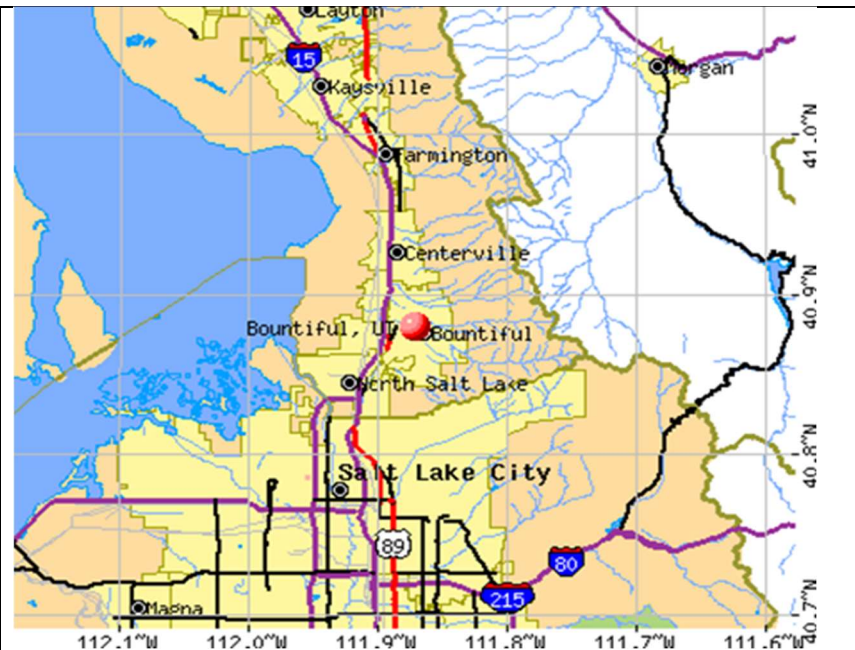 Layton
15
Kaysville
Morgan
41.0°N
Farmington
Centerville
40.9°N
Bountiful, UT
Bountiful
North Salt Lake
40.8°N
Salt Lake City
89
80
215
Magna
40.7°N
112.1°W 112.0°W 111.9°W 111.8°W 111.7°W 111.6°W